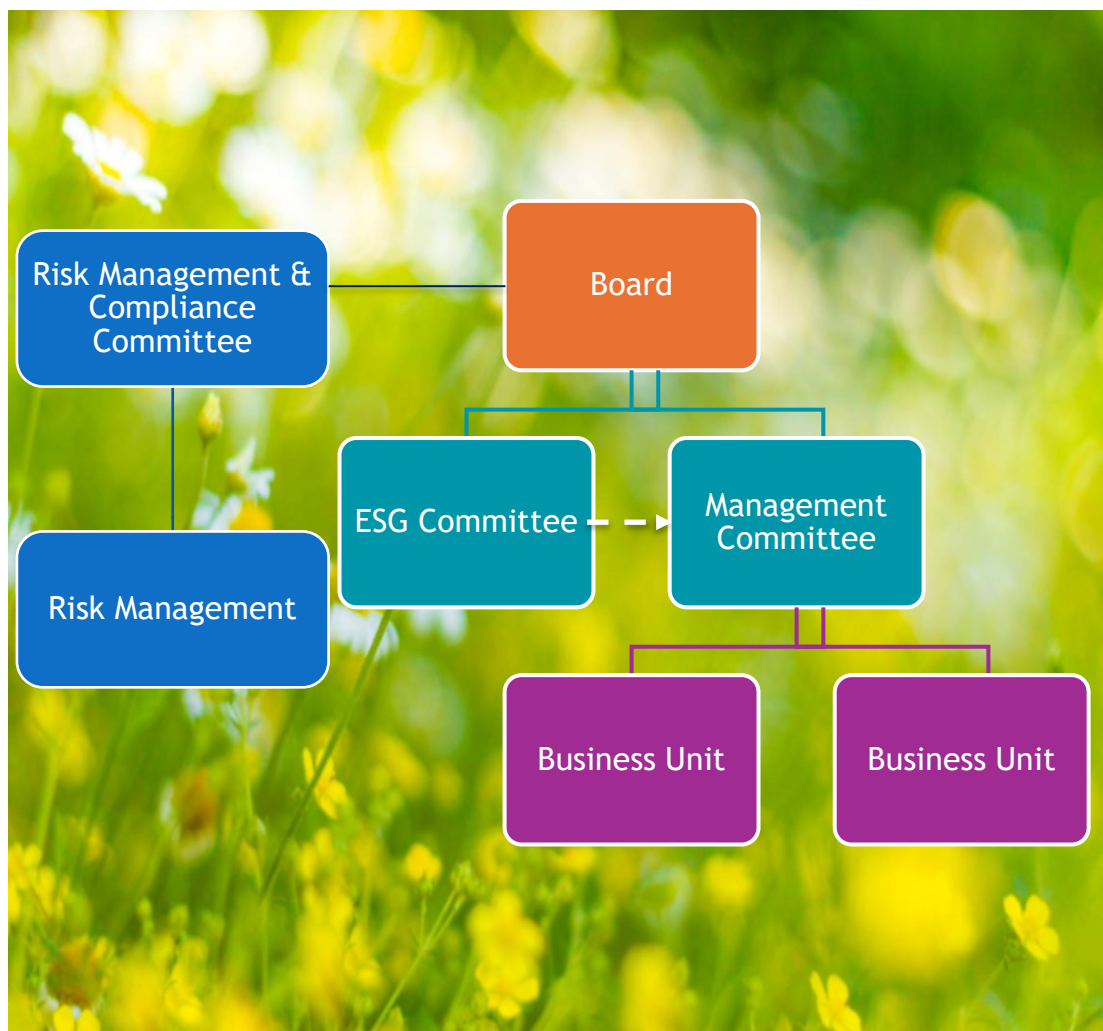 Board
Risk Management &
Compliance
Committee
ESG Committee
Management
Committee
Risk Management
Business Unit
Business Unit